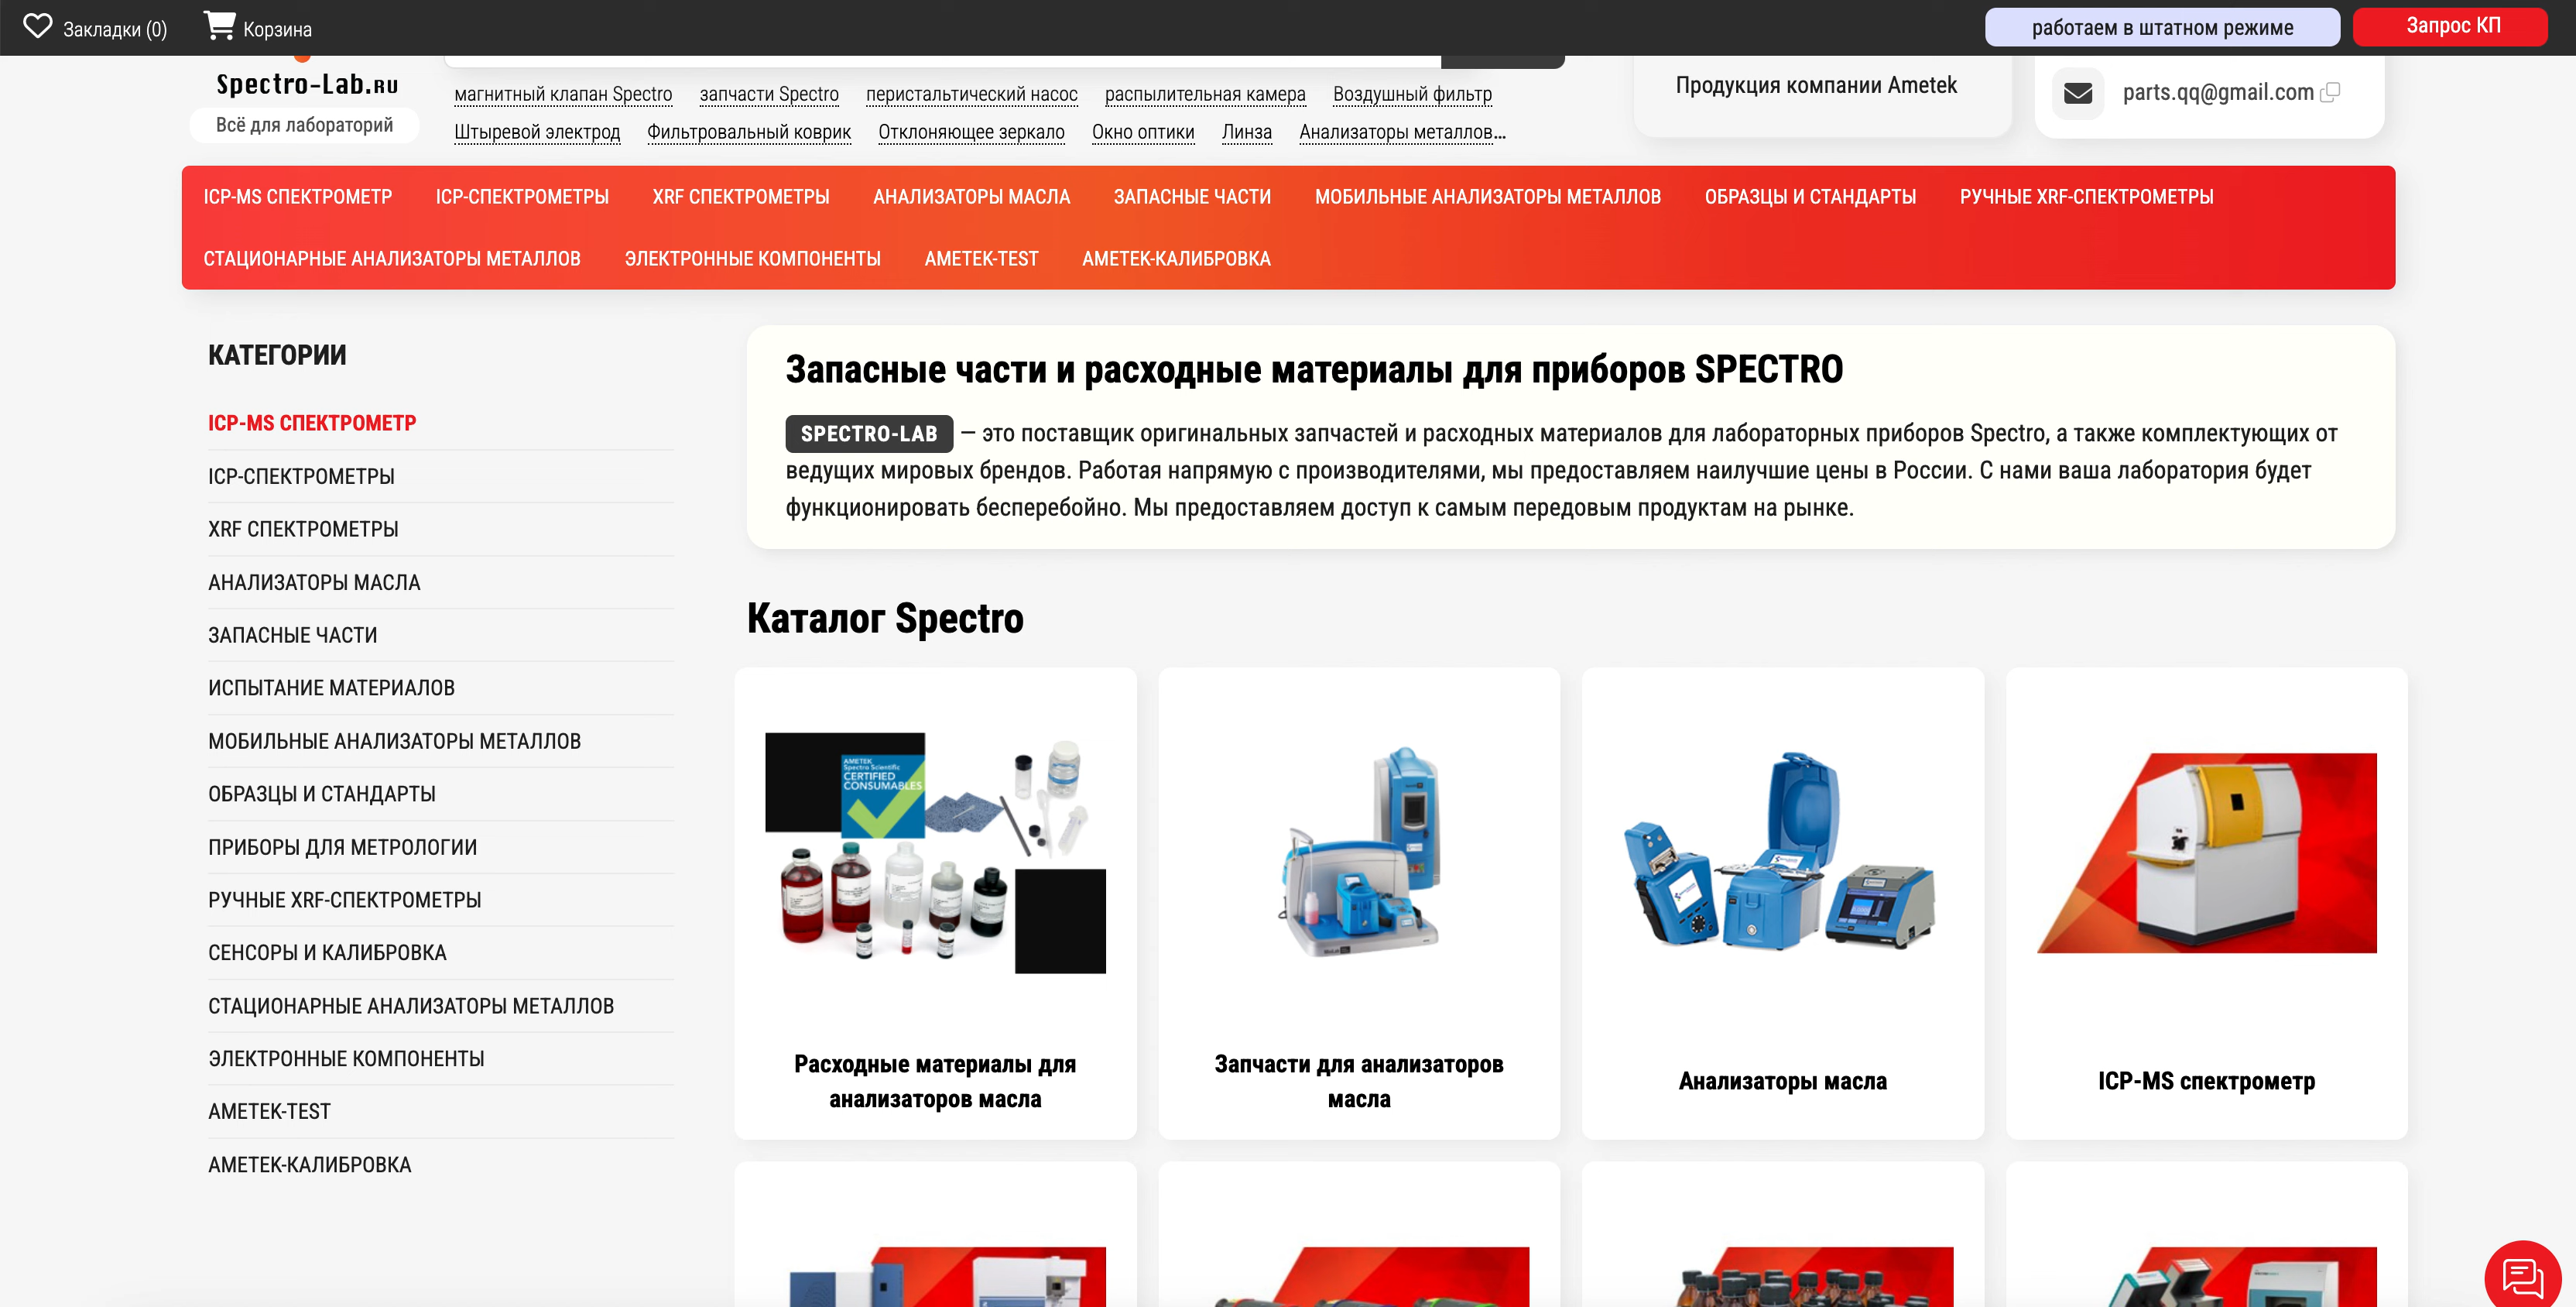 Закладки (0)
Корзина
работаем в штатном режиме
Запрос КП
Spectro-Lab.RU
Всё для лабораторий
магнитный клапан Spectro запчасти Spectro перистальтический насос распылительная камера Воздушный фильтр
Штыревой электрод Фильтровальный коврик Отклоняющее зеркало Окно оптики Линза Анализаторы металлов...
Продукция компании Ametek
parts.qq@gmail.com
ICP-MS СПЕКТРОМЕТР ICP-СПЕКТРОМЕТРЫ XRF СПЕКТРОМЕТРЫ АНАЛИЗАТОРЫ МАСЛА ЗАПАСНЫЕ ЧАСТИ МОБИЛЬНЫЕ АНАЛИЗАТОРЫ МЕТАЛЛОВ ОБРАЗЦЫ И СТАНДАРТЫ РУЧНЫЕ XRF-СПЕКТРОМЕТРЫ
СТАЦИОНАРНЫЕ АНАЛИЗАТОРЫ МЕТАЛЛОВ ЭЛЕКТРОННЫЕ КОМПОНЕНТЫ AMETEK-TEST АМЕТЕК-КАЛИБРОВКА
КАТЕГОРИИ
ICP-MS СПЕКТРОМЕТР
ICP-СПЕКТРОМЕТРЫ
XRF СПЕКТРОМЕТРЫ
АНАЛИЗАТОРЫ МАСЛА
ЗАПАСНЫЕ ЧАСТИ
ИСПЫТАНИЕ МАТЕРИАЛОВ
МОБИЛЬНЫЕ АНАЛИЗАТОРЫ МЕТАЛЛОВ
ОБРАЗЦЫ И СТАНДАРТЫ
ПРИБОРЫ ДЛЯ МЕТРОЛОГИИ
РУЧНЫЕ XRF-СПЕКТРОМЕТРЫ
СЕНСОРЫ И КАЛИБРОВКА
СТАЦИОНАРНЫЕ АНАЛИЗАТОРЫ МЕТАЛЛОВ
ЭЛЕКТРОННЫЕ КОМПОНЕНТЫ
AMETEK-TEST
АМЕТЕК-КАЛИБРОВКА
Запасные части и расходные материалы для приборов SPECTRO
SPECTRO-LAB — это поставщик оригинальных запчастей и расходных материалов для лабораторных приборов Spectro, а также комплектующих от
ведущих мировых брендов. Работая напрямую с производителями, мы предоставляем наилучшие цены в России. С нами ваша лаборатория будет
функционировать бесперебойно. Мы предоставляем доступ к самым передовым продуктам на рынке.
Каталог Spectro
AMETEK
Spectro Scientific
CERTIFIED
CONSUMABLES
Расходные материалы для
анализаторов масла
Запчасти для анализаторов
масла
Анализаторы масла
ICP-MS спектрометр